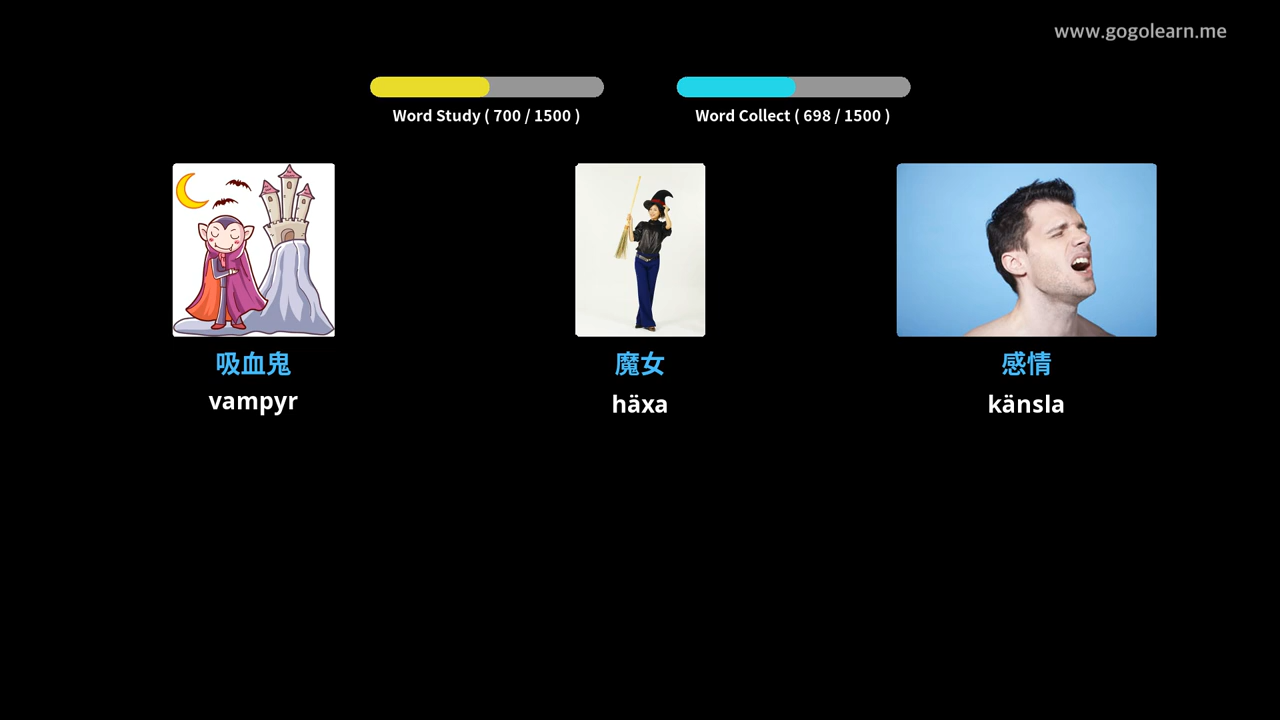 www.gogolearn.me
Word Study ( 700 / 1500 )
Word Collect ( 698 / 1500 )
吸血鬼
魔女
感情
vampyr
häxa
känsla